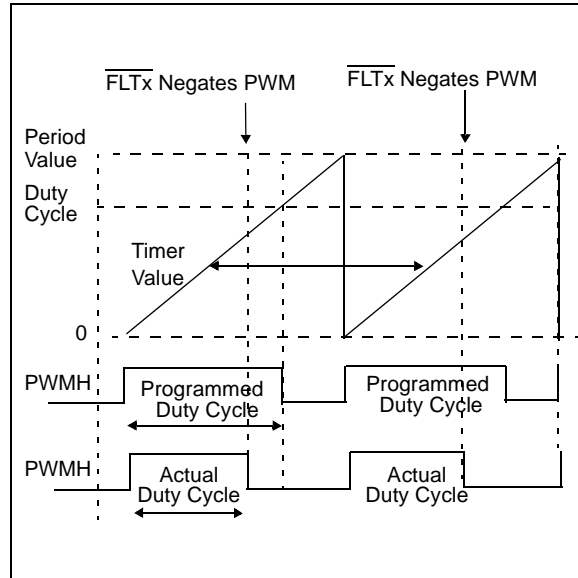 FLTx Negates PWM
FLTx Negates PWM
Period
Value
Duty
Cycle
Timer
Value
0
PWMH
Programmed
Duty Cycle
Programmed
Duty Cycle
PWMH
Actual
Duty Cycle
Actual
Duty Cycle